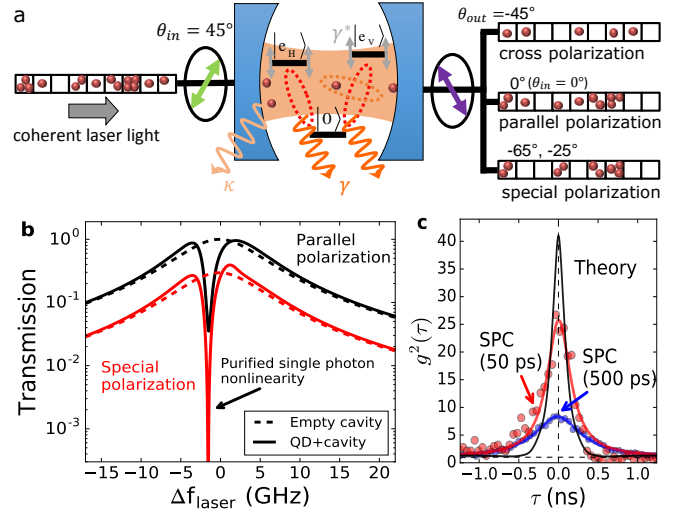 a
θin = 45°
|eH⟩
γ*
|eV⟩
θout = -45°
cross polarization
coherent laser light
|0⟩
0° (θin = 0°)
parallel polarization
κ
γ
-65°, -25°
special polarization
b
Parallel
polarization
Special
polarization
Purified single photon
nonlinearity
Empty cavity
QD+cavity
Transmission
10⁰
10⁻¹
10⁻²
10⁻³
−15 −10 −5 0 5 10 15 20
Δflaser (GHz)
c
Theory
SPC
(50 ps)
SPC
(500 ps)
g²(τ)
40
35
30
25
20
15
10
5
0
−1.0 −0.5 0.0 0.5 1.0
τ (ns)